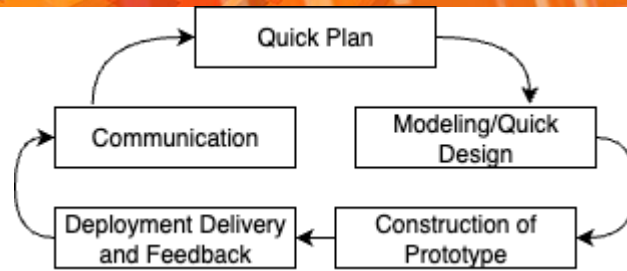 Quick Plan
Communication
Modeling/Quick
Design
Deployment Delivery
and Feedback
Construction of
Prototype